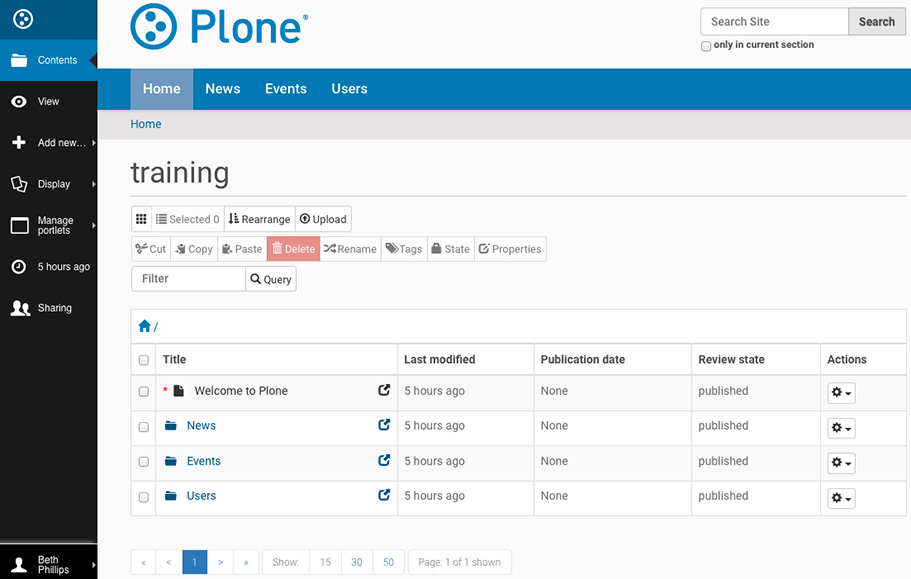 Plone®
Search Site
Search
only in current section
Contents
View
Add new...
Display
Manage
portlets
5 hours ago
Sharing
Beth
Phillips
Home News Events Users
Home
training
Selected 0 Rearrange Upload
Cut Copy Paste Delete Rename Tags State Properties
Filter Query
/
Title Last modified Publication date Review state Actions
* Welcome to Plone 5 hours ago None published
News 5 hours ago None published
Events 5 hours ago None published
Users 5 hours ago None published
« < 1 > » Show: 15 30 50 Page: 1 of 1 shown